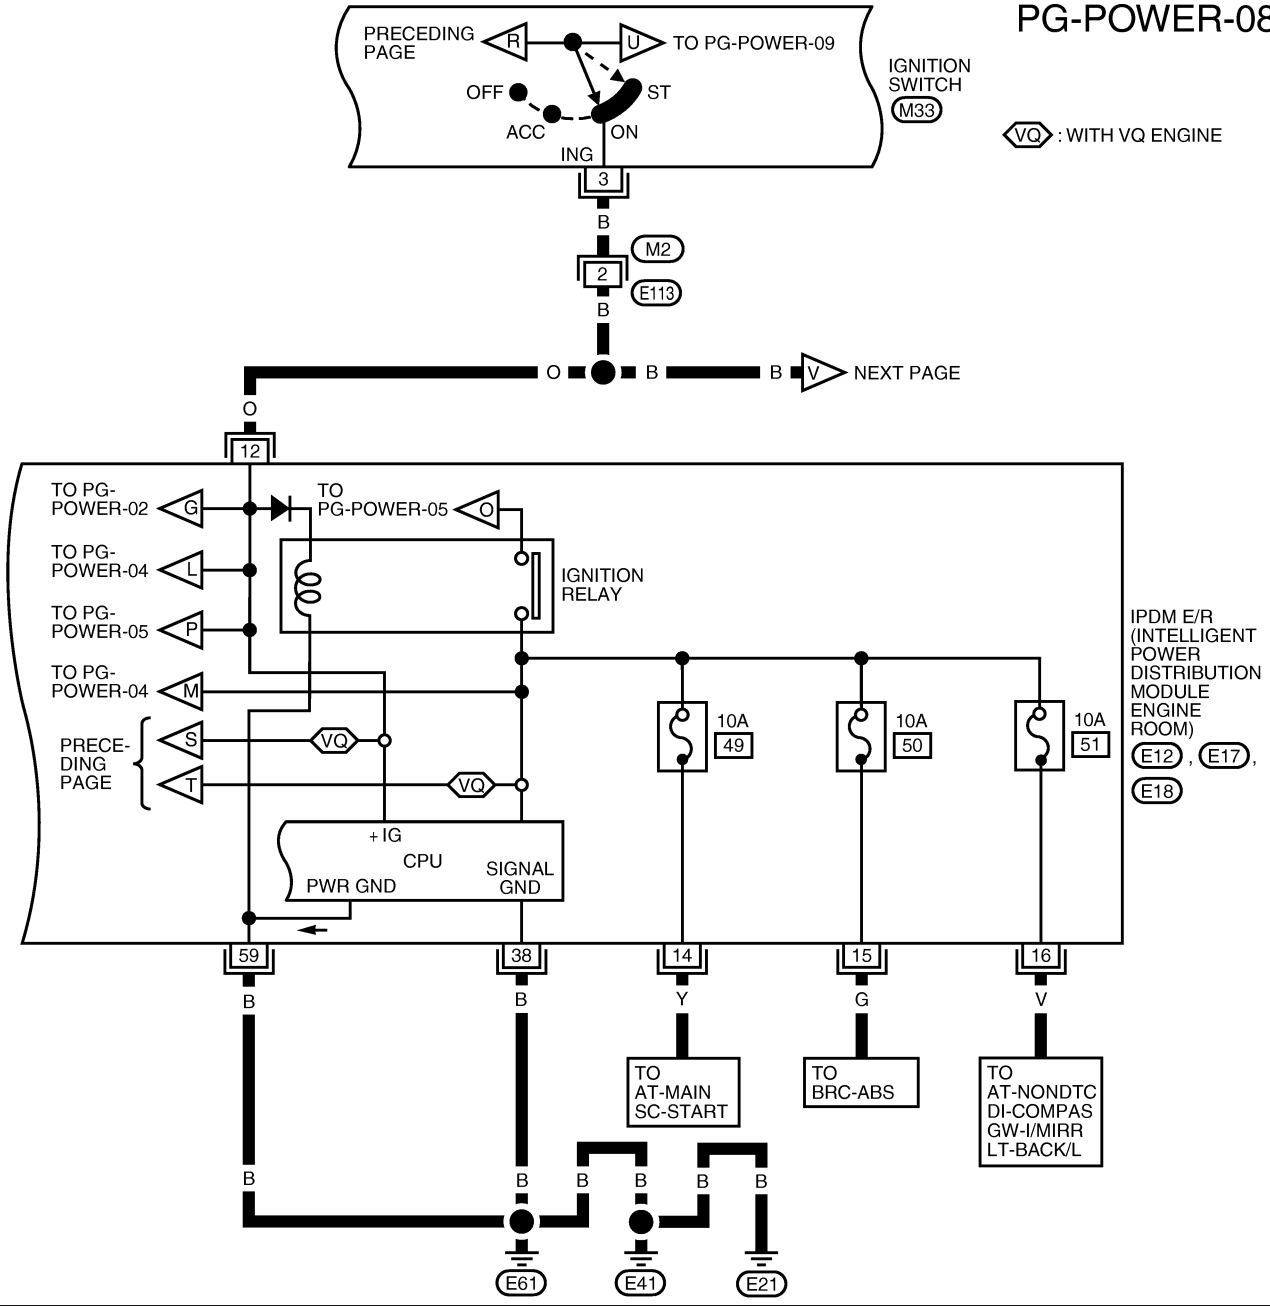 PG-POWER-08
PRECEDING
PAGE
R
U
TO PG-POWER-09
OFF
ACC
ST
ON
ING
IGNITION
SWITCH
M33
VQ : WITH VQ ENGINE
3
B
M2
2
E113
B
O
B
B
V
NEXT PAGE
O
12
TO PG-
POWER-02
G
TO
PG-POWER-05
O
TO PG-
POWER-04
L
IGNITION
RELAY
TO PG-
POWER-05
P
TO PG-
POWER-04
M
PRECE-
DING
PAGE
S
VQ
T
VQ
10A
49
10A
50
10A
51
IPDM E/R
(INTELLIGENT
POWER
DISTRIBUTION
MODULE
ENGINE
ROOM)
E12 , E17 ,
E18
+ IG
CPU
SIGNAL
GND
PWR GND
59
38
14
15
16
B
B
Y
G
V
TO
AT-MAIN
SC-START
TO
BRC-ABS
TO
AT-NONDTC
DI-COMPAS
GW-I/MIRR
LT-BACK/L
B
B
B
B
B
B
E61
E41
E21